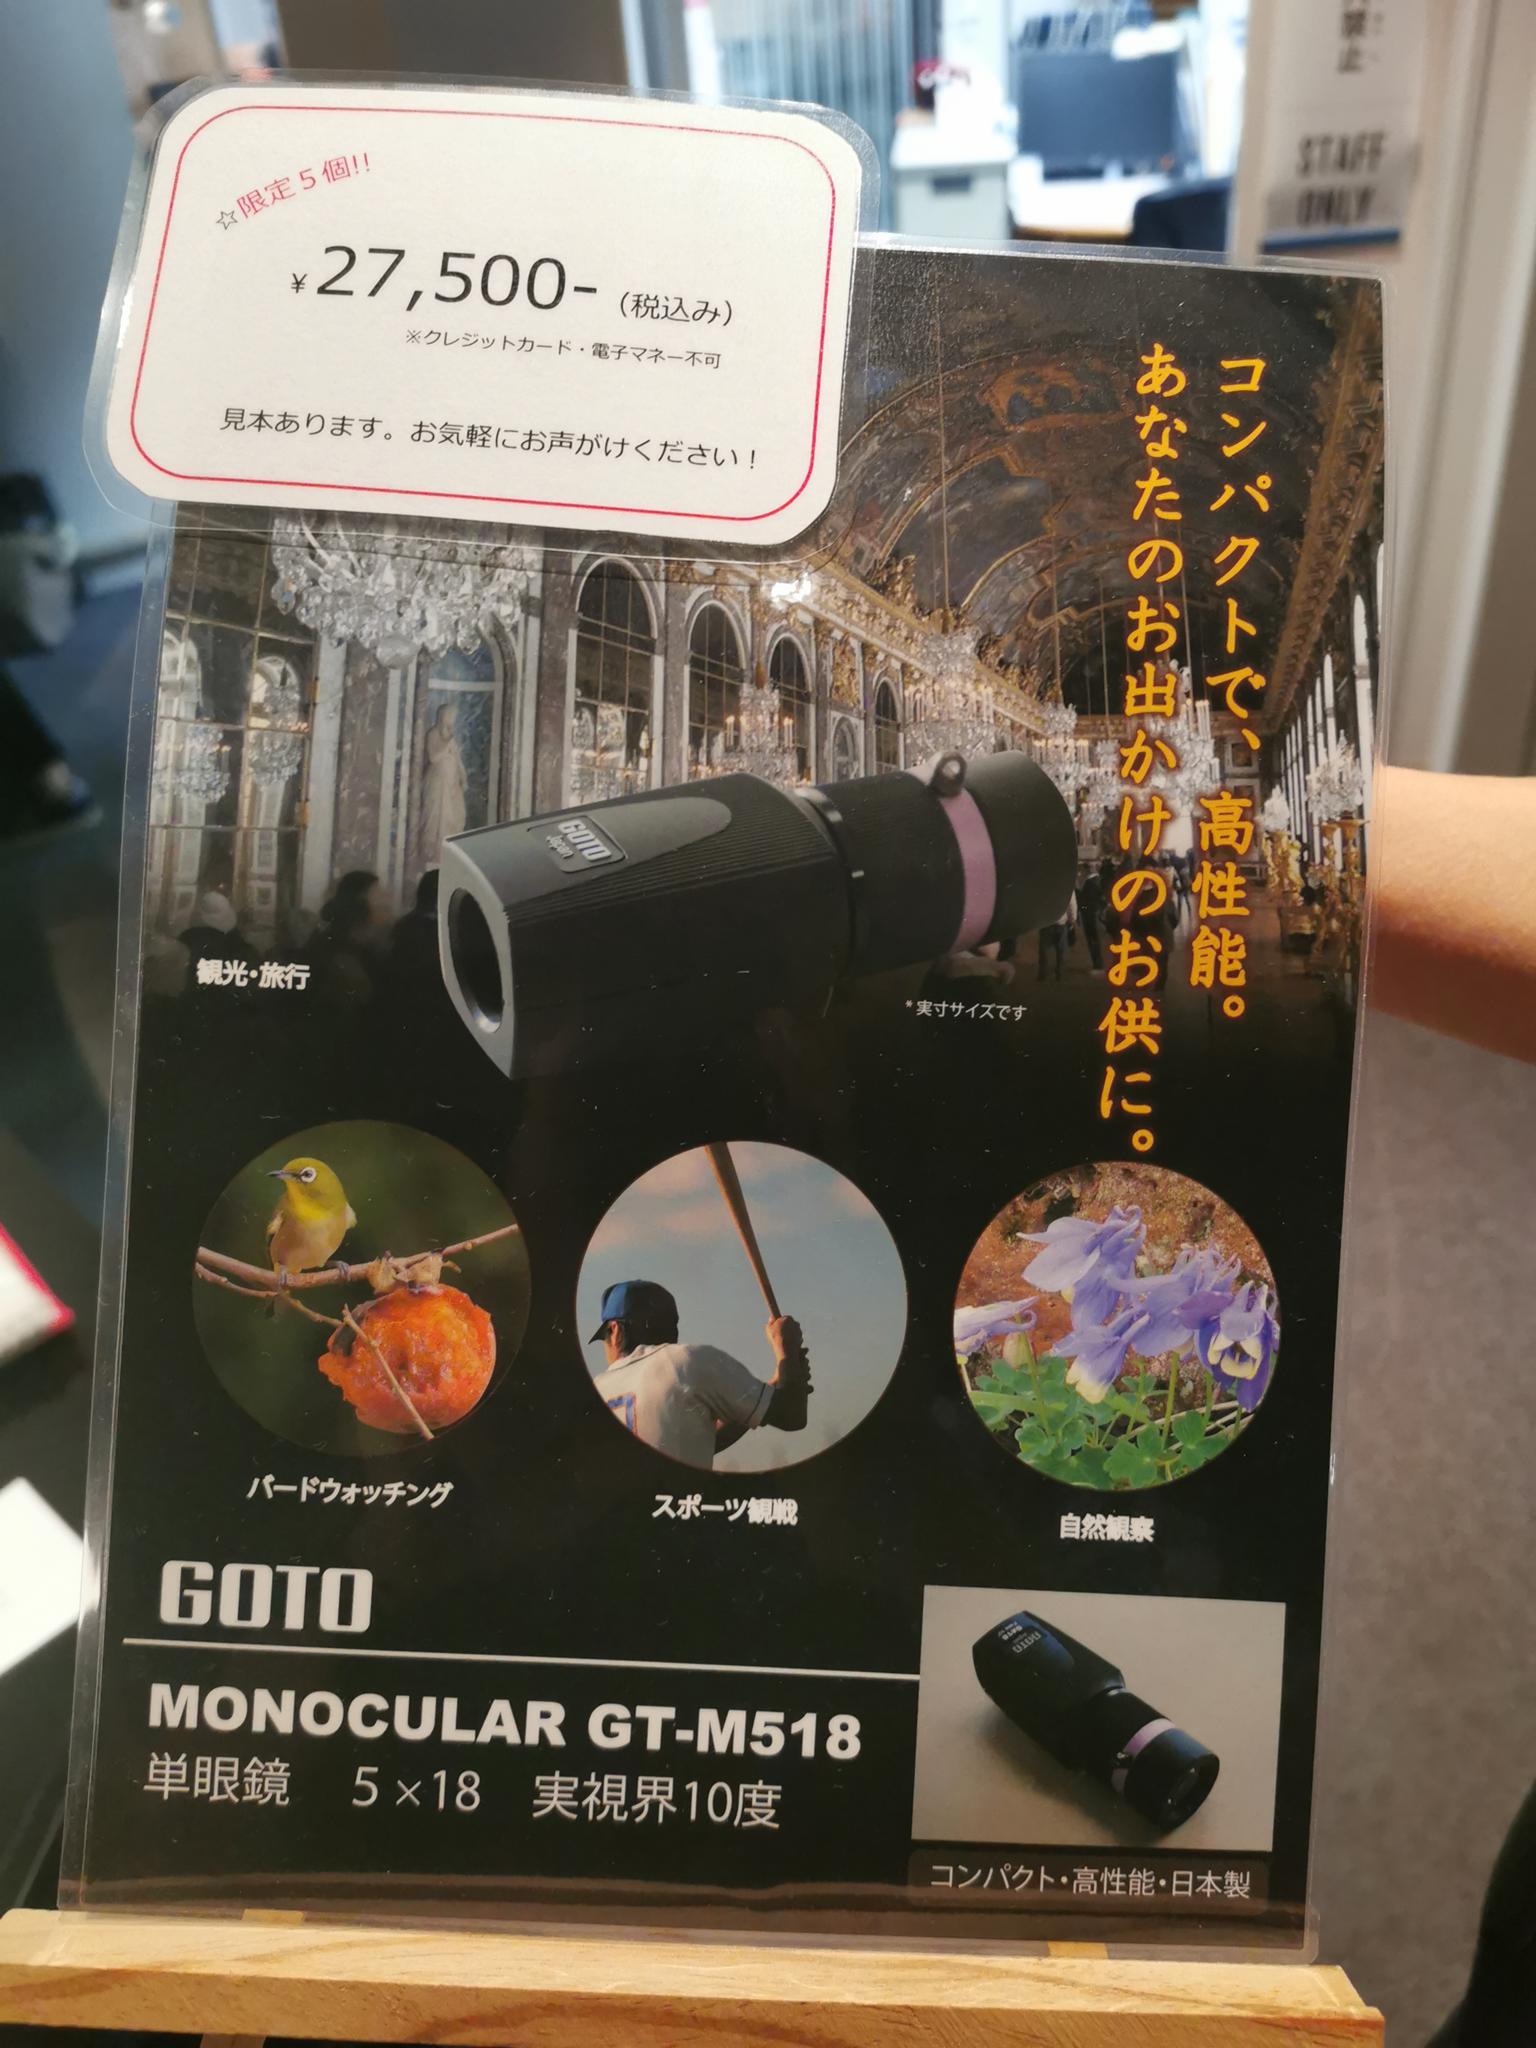 ☆限定5個!!
¥27,500-(税込み)
※クレジットカード・電子マネー不可
見本あります。お気軽にお声がけください!
STAFF
ONLY
コンパクトで、高性能。
あなたのお出かけのお供に。
GOTO
Japan
観光・旅行
*実寸サイズです
バードウォッチング
スポーツ観戦
自然観察
GOTO
MONOCULAR GT-M518
単眼鏡 5×18 実視界10度
GOTO
コンパクト・高性能・日本製